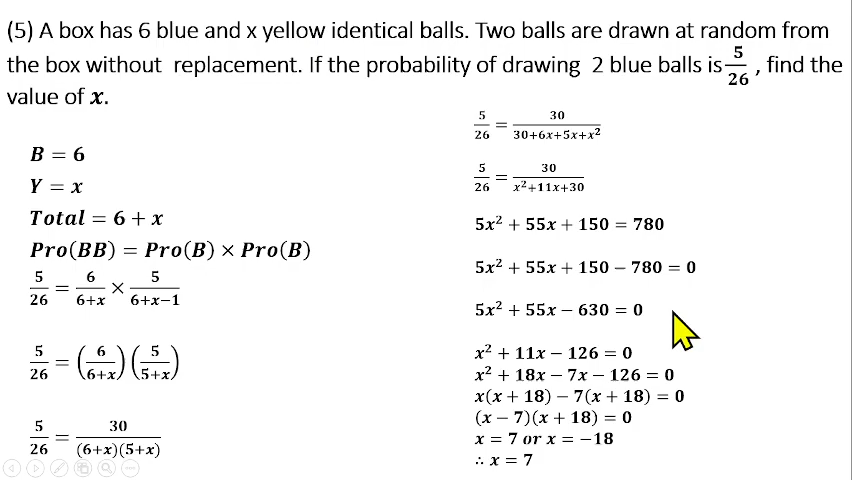 (5) A box has 6 blue and x yellow identical balls. Two balls are drawn at random from
the box without replacement. If the probability of drawing 2 blue balls is 5/26 , find the
value of x.
B = 6
Y = x
Total = 6 + x
Pro(BB) = Pro(B) × Pro(B)
5/26 = 6/(6+x) × 5/(6+x−1)
5/26 = (6/(6+x))(5/(5+x))
5/26 = 30/((6+x)(5+x))
5/26 = 30/(30+6x+5x+x²)
5/26 = 30/(x²+11x+30)
5x² + 55x + 150 = 780
5x² + 55x + 150 − 780 = 0
5x² + 55x − 630 = 0
x² + 11x − 126 = 0
x² + 18x − 7x − 126 = 0
x(x + 18) − 7(x + 18) = 0
(x − 7)(x + 18) = 0
x = 7 or x = −18
∴ x = 7